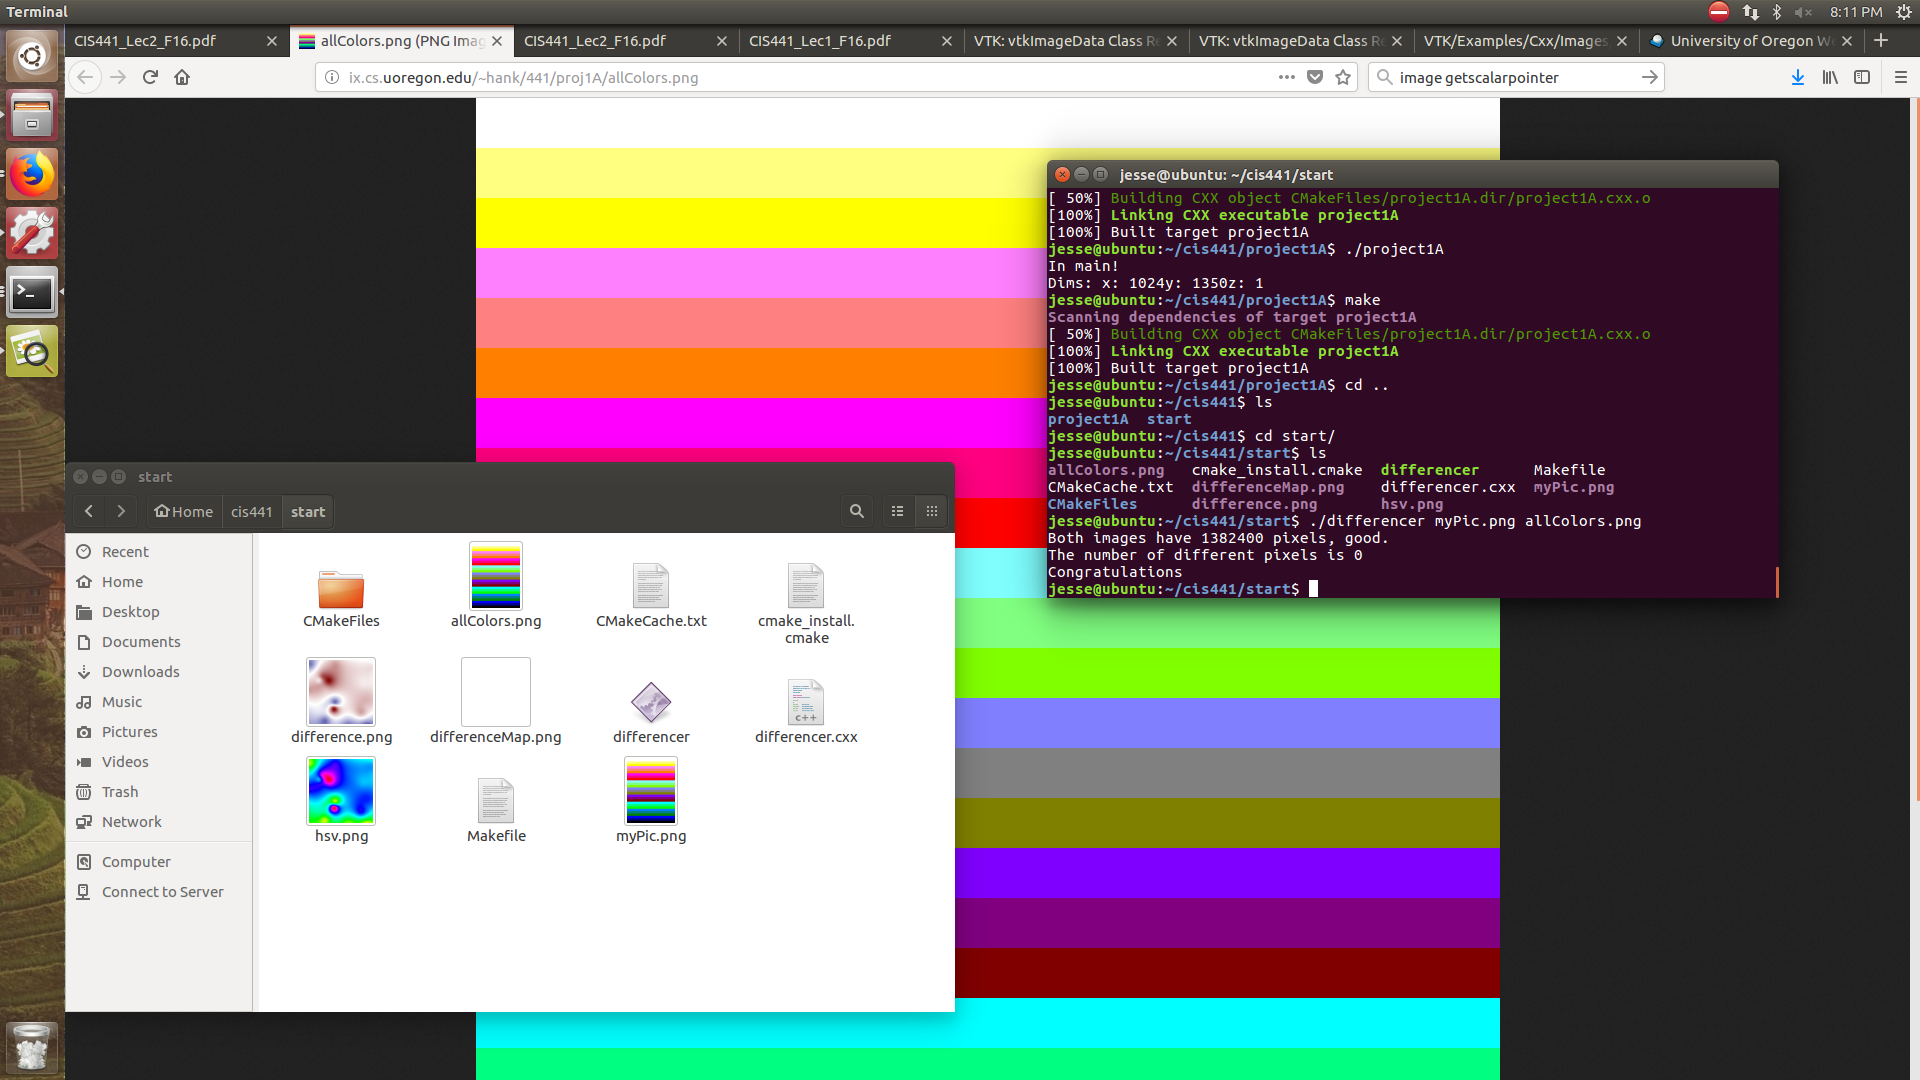 Terminal
8:11 PM
CIS441_Lec2_F16.pdf
allColors.png (PNG Imag
CIS441_Lec2_F16.pdf
CIS441_Lec1_F16.pdf
VTK: vtkImageData Class Re
VTK: vtkImageData Class Re
VTK/Examples/Cxx/Images
University of Oregon We
ix.cs.uoregon.edu/~hank/441/proj1A/allColors.png
image getscalarpointer
jesse@ubuntu: ~/cis441/start
[ 50%] Building CXX object CMakeFiles/project1A.dir/project1A.cxx.o
[100%] Linking CXX executable project1A
[100%] Built target project1A
jesse@ubuntu:~/cis441/project1A$ ./project1A
In main!
Dims: x: 1024y: 1350z: 1
jesse@ubuntu:~/cis441/project1A$ make
Scanning dependencies of target project1A
[ 50%] Building CXX object CMakeFiles/project1A.dir/project1A.cxx.o
[100%] Linking CXX executable project1A
[100%] Built target project1A
jesse@ubuntu:~/cis441/project1A$ cd ..
jesse@ubuntu:~/cis441$ ls
project1A  start
jesse@ubuntu:~/cis441$ cd start/
jesse@ubuntu:~/cis441/start$ ls
allColors.png   cmake_install.cmake  differencer      Makefile
CMakeCache.txt  differenceMap.png    differencer.cxx  myPic.png
CMakeFiles      difference.png       hsv.png
jesse@ubuntu:~/cis441/start$ ./differencer myPic.png allColors.png
Both images have 1382400 pixels, good.
The number of different pixels is 0
Congratulations
jesse@ubuntu:~/cis441/start$
start
Home cis441 start
Recent
Home
Desktop
Documents
Downloads
Music
Pictures
Videos
Trash
Network
Computer
Connect to Server
CMakeFiles
allColors.png
CMakeCache.txt
cmake_install.
cmake
difference.png
differenceMap.png
differencer
c++
differencer.cxx
hsv.png
Makefile
myPic.png